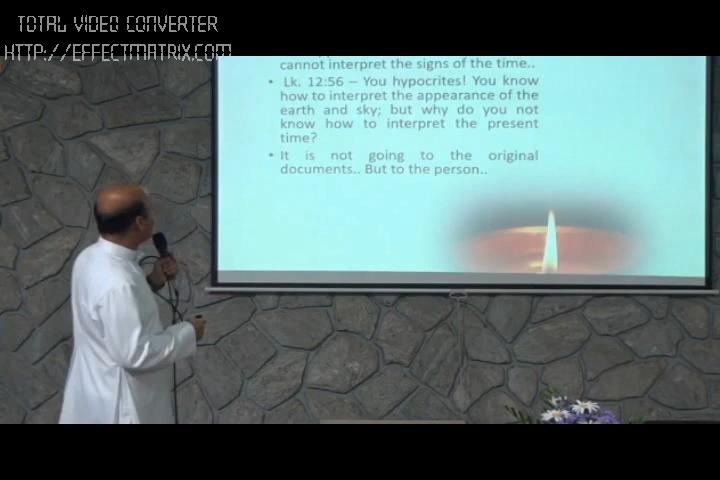 TOTAL VIDEO CONVERTER
HTTP://EFFECTMATRIX.COM
cannot interpret the signs of the time..
• Lk. 12:56 – You hypocrites! You know
how to interpret the appearance of the
earth and sky; but why do you not
know how to interpret the present
time?
• It is not going to the original
documents.. But to the person..